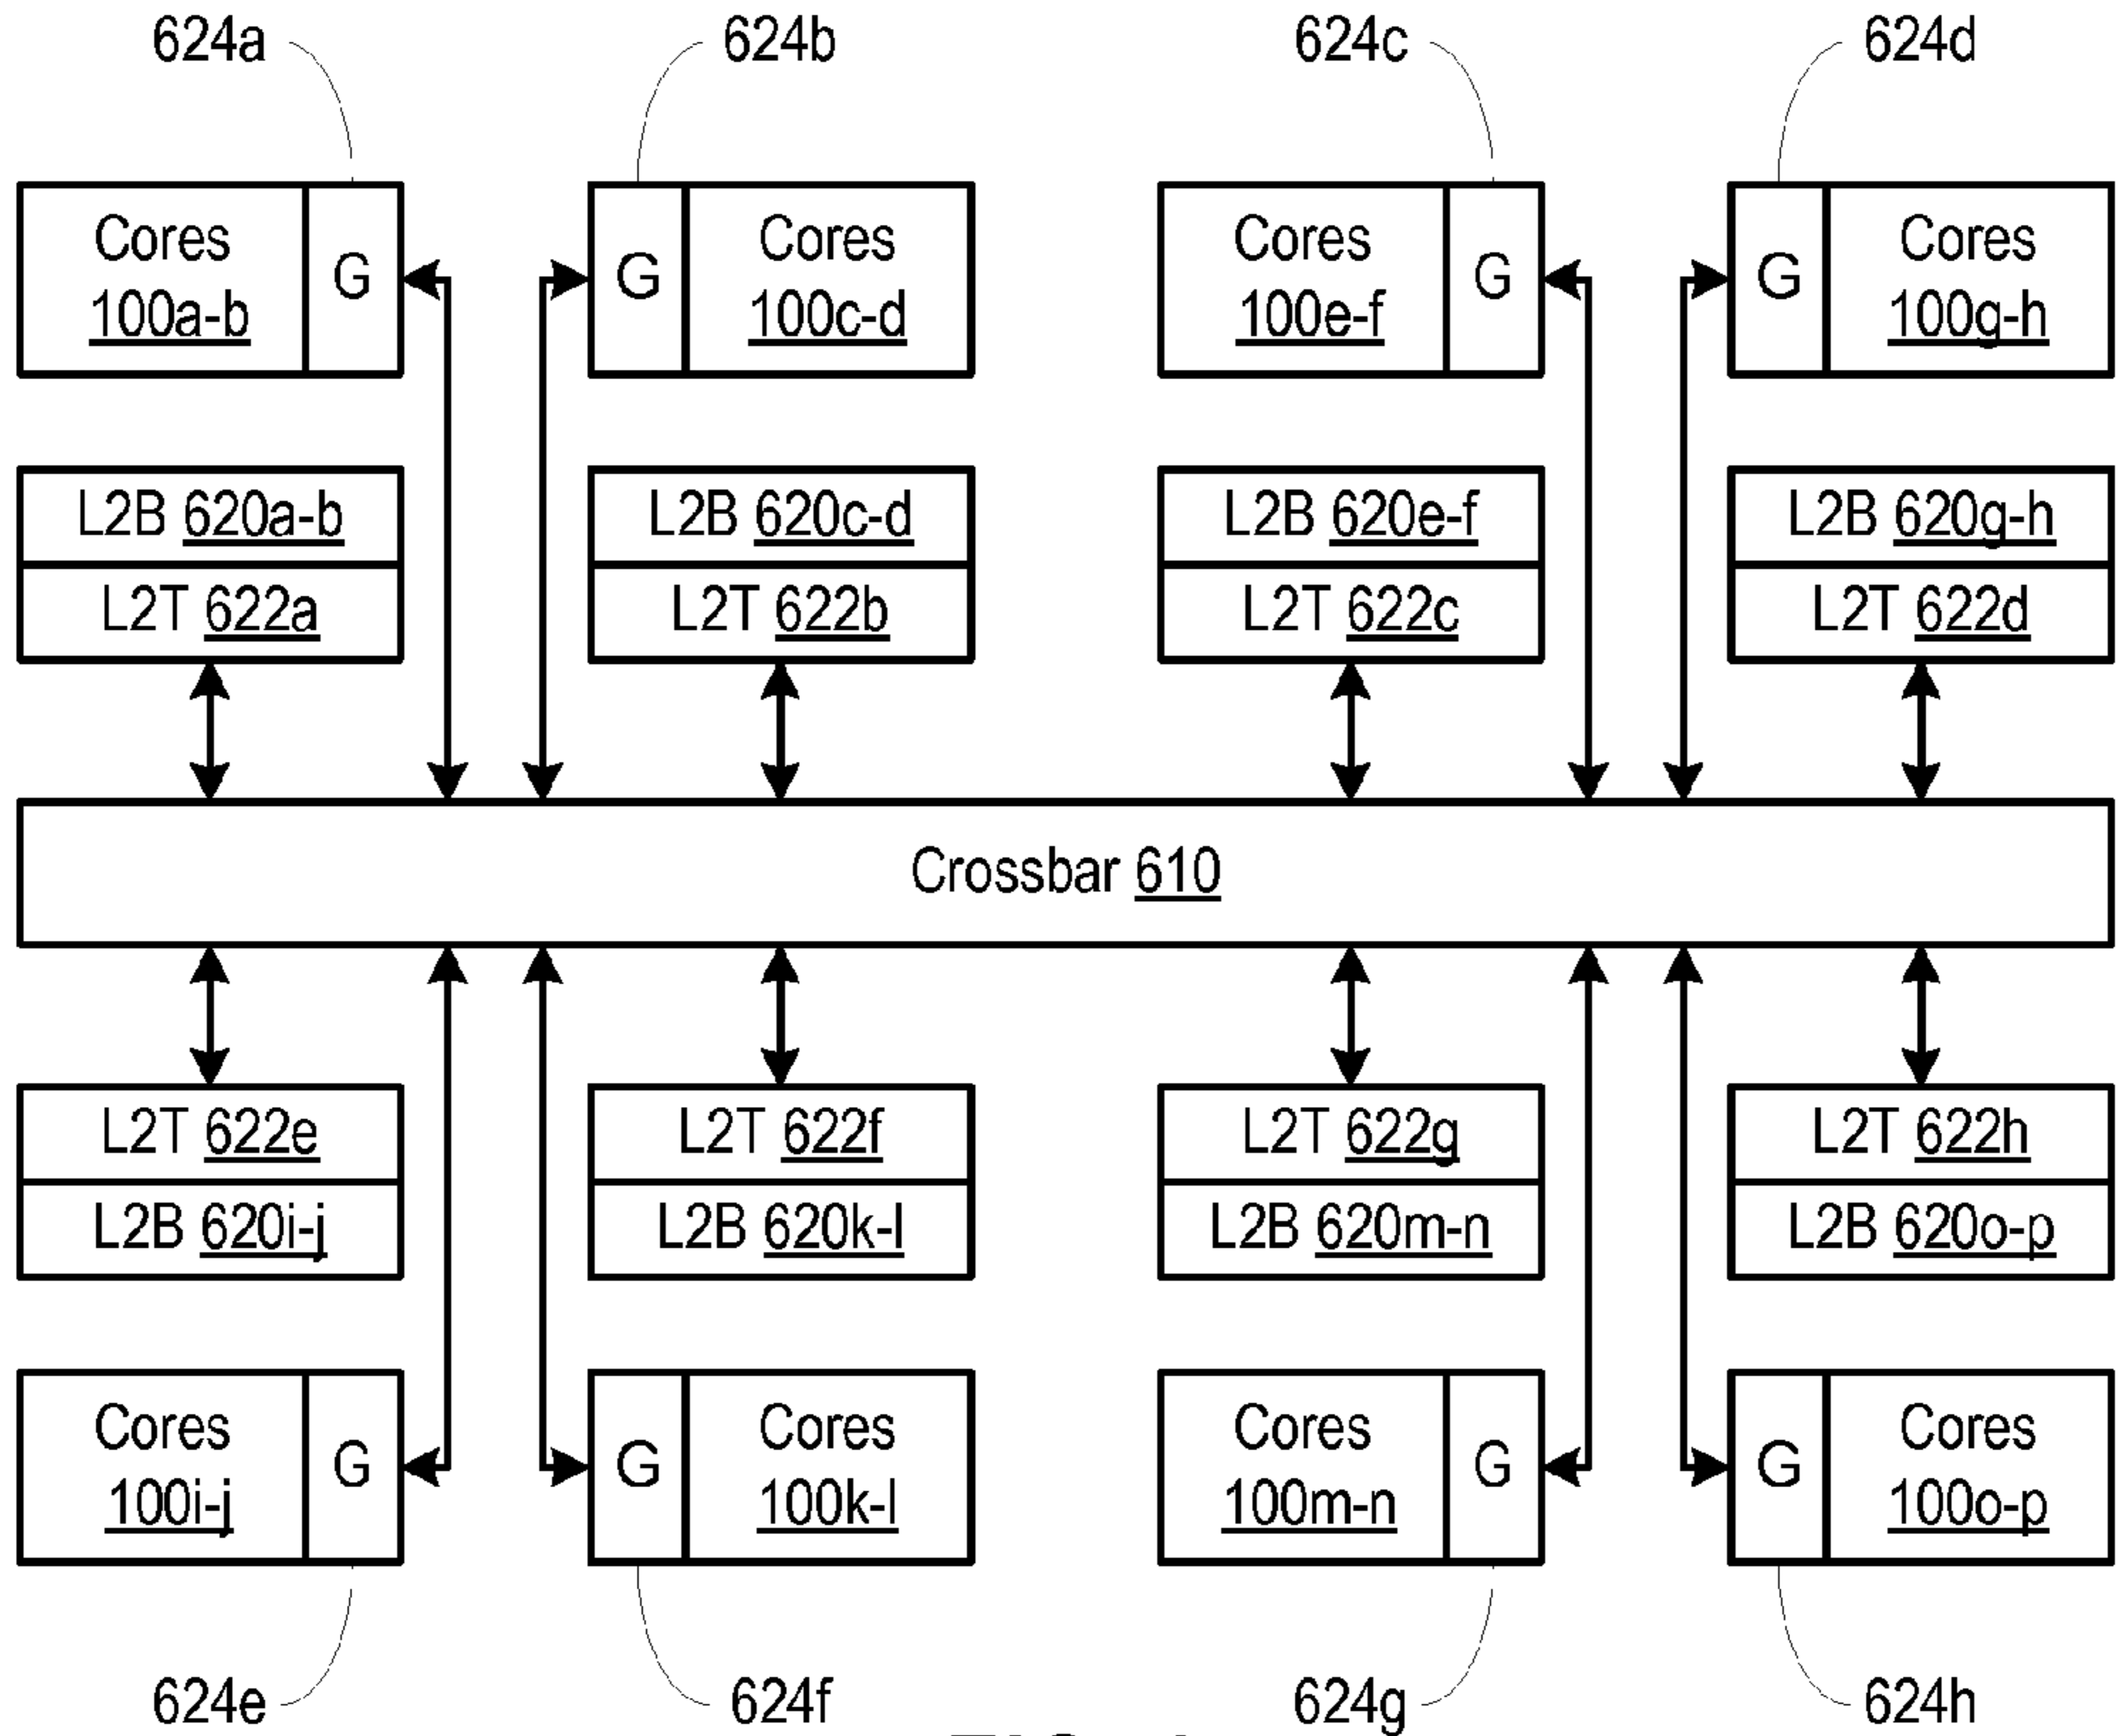 624a
624b
624c
624d
Cores
100a-b
G
G
Cores
100c-d
Cores
100e-f
G
G
Cores
100g-h
L2B 620a-b
L2T 622a
L2B 620c-d
L2T 622b
L2B 620e-f
L2T 622c
L2B 620g-h
L2T 622d
Crossbar 610
L2T 622e
L2B 620i-j
L2T 622f
L2B 620k-l
L2T 622g
L2B 620m-n
L2T 622h
L2B 620o-p
Cores
100i-j
G
G
Cores
100k-l
Cores
100m-n
G
G
Cores
100o-p
624e
624f
624g
624h